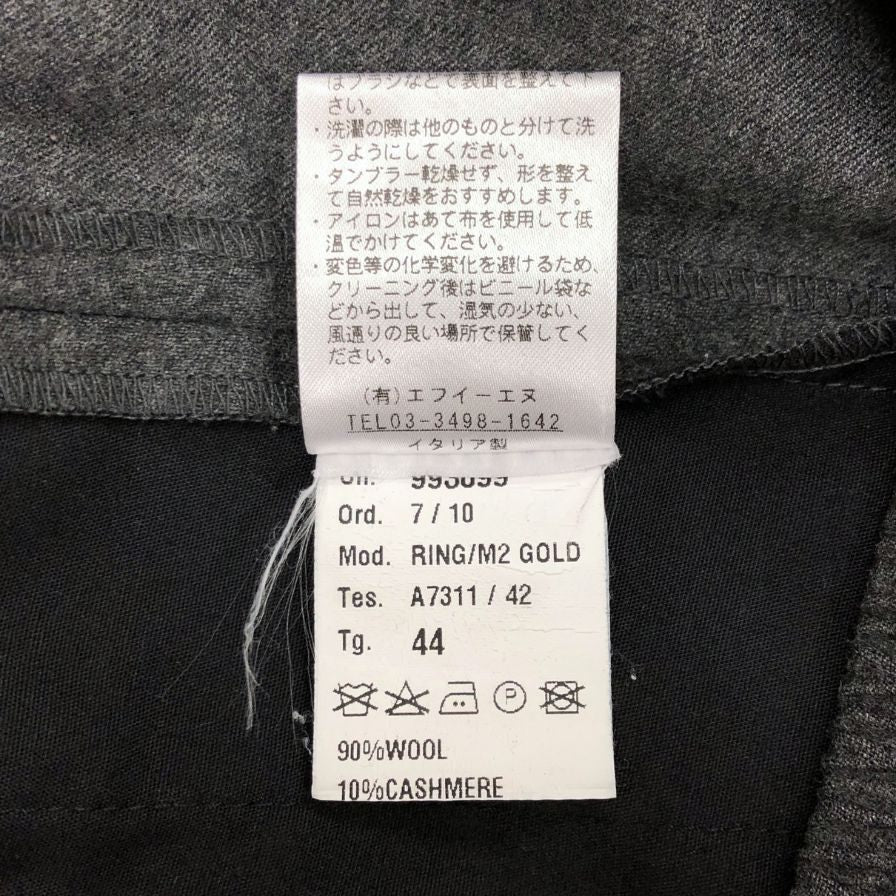 はブラシなどで表面を整えて下
さい。
・洗濯の際は他のものと分けて洗
うようにしてください。
・タンブラー乾燥せず、形を整え
て自然乾燥をおすすめします。
・アイロンはあて布を使用して低
温でかけてください。
・変色等の化学変化を避けるため、
クリーニング後はビニール袋な
どから出して、湿気の少ない、
風通りの良い場所で保管してく
ださい。
(有)エフイーエヌ
TEL03-3498-1642
イタリア製
993099
Ord. 7 / 10
Mod. RING/M2 GOLD
Tes. A7311 / 42
Tg. 44
P
90%WOOL
10%CASHMERE